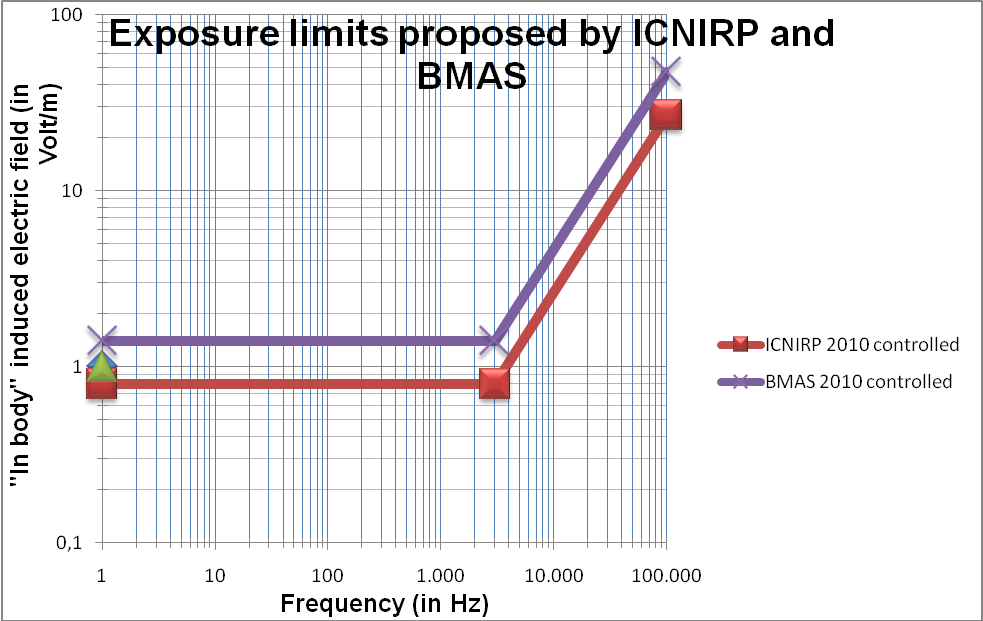 Exposure limits proposed by ICNIRP and
BMAS
"In body" induced electric field (in
Volt/m)
100
10
1
0,1
1
10
100
1.000
10.000
100.000
Frequency (in Hz)
ICNIRP 2010 controlled
BMAS 2010 controlled